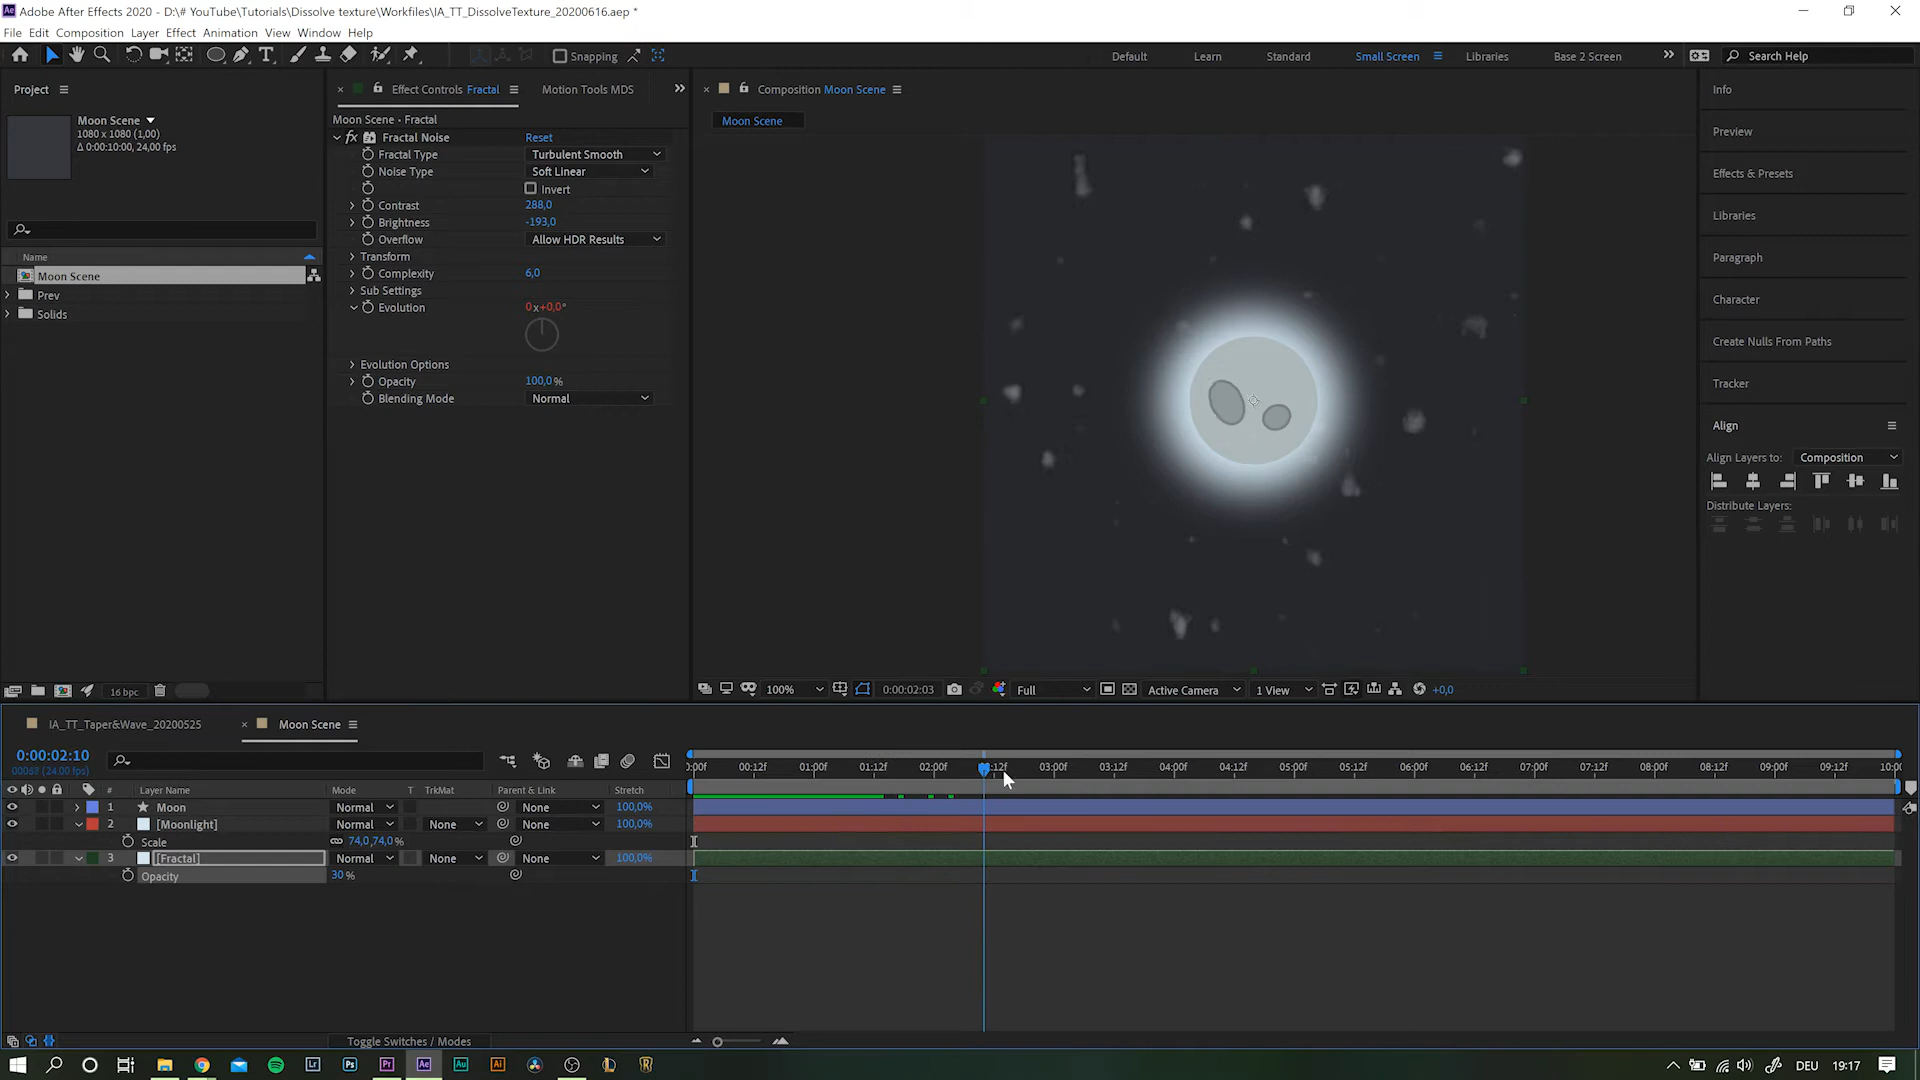 Adobe After Effects 2020 - D:\# YouTube\Tutorials\Dissolve texture\Workfiles\IA_TT_DissolveTexture_20200616.aep *
File Edit Composition Layer Effect Animation View Window Help
Snapping Default Learn Standard Small Screen Libraries Base 2 Screen Search Help
Project
Moon Scene
1080 x 1080 (1,00)
Δ 0:00:10:00, 24,00 fps
Name
Moon Scene
Prev
Solids
16 bpc
Effect Controls Fractal Motion Tools MDS
Moon Scene • Fractal
fx Fractal Noise Reset
Fractal Type Turbulent Smooth
Noise Type Soft Linear
Invert
Contrast 288,0
Brightness -193,0
Overflow Allow HDR Results
Transform
Complexity 6,0
Sub Settings
Evolution 0x+0,0°
Evolution Options
Opacity 100,0 %
Blending Mode Normal
Composition Moon Scene
Moon Scene
100% 0:00:02:03 Full Active Camera 1 View +0,0
Info
Preview
Effects & Presets
Libraries
Paragraph
Character
Create Nulls From Paths
Tracker
Align
Align Layers to: Composition
Distribute Layers:
IA_TT_Taper&Wave_20200525 Moon Scene
0:00:02:10
(24.00 fps)
:00f 00:12f 01:00f 01:12f 02:00f :12f 03:00f 03:12f 04:00f 04:12f 05:00f 05:12f 06:00f 06:12f 07:00f 07:12f 08:00f 08:12f 09:00f 09:12f 10:0
# Layer Name Mode T TrkMat Parent & Link Stretch
1 Moon Normal None 100,0%
2 [Moonlight] Normal None None 100,0%
Scale 74,0,74,0 %
3 [Fractal] Normal None None 100,0%
Opacity 30 %
Toggle Switches / Modes
Lr Ps Pr Ae Au Ai DEU 19:17